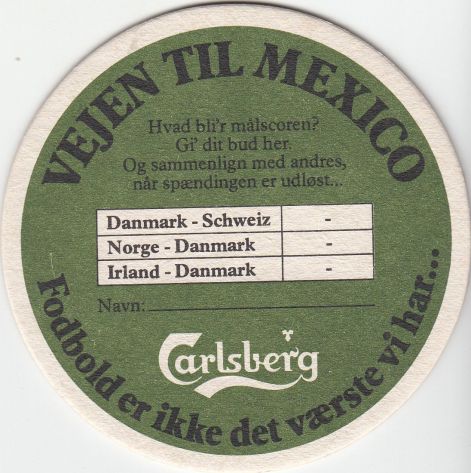 VEJEN TIL MEXICO
Hvad bli'r målscoren?
Gi' dit bud her.
Og sammenlign med andres,
når spændingen er udløst...
Danmark - Schweiz -
Norge - Danmark -
Irland - Danmark -
Navn:
Carlsberg
Fodbold er ikke det værste vi har...